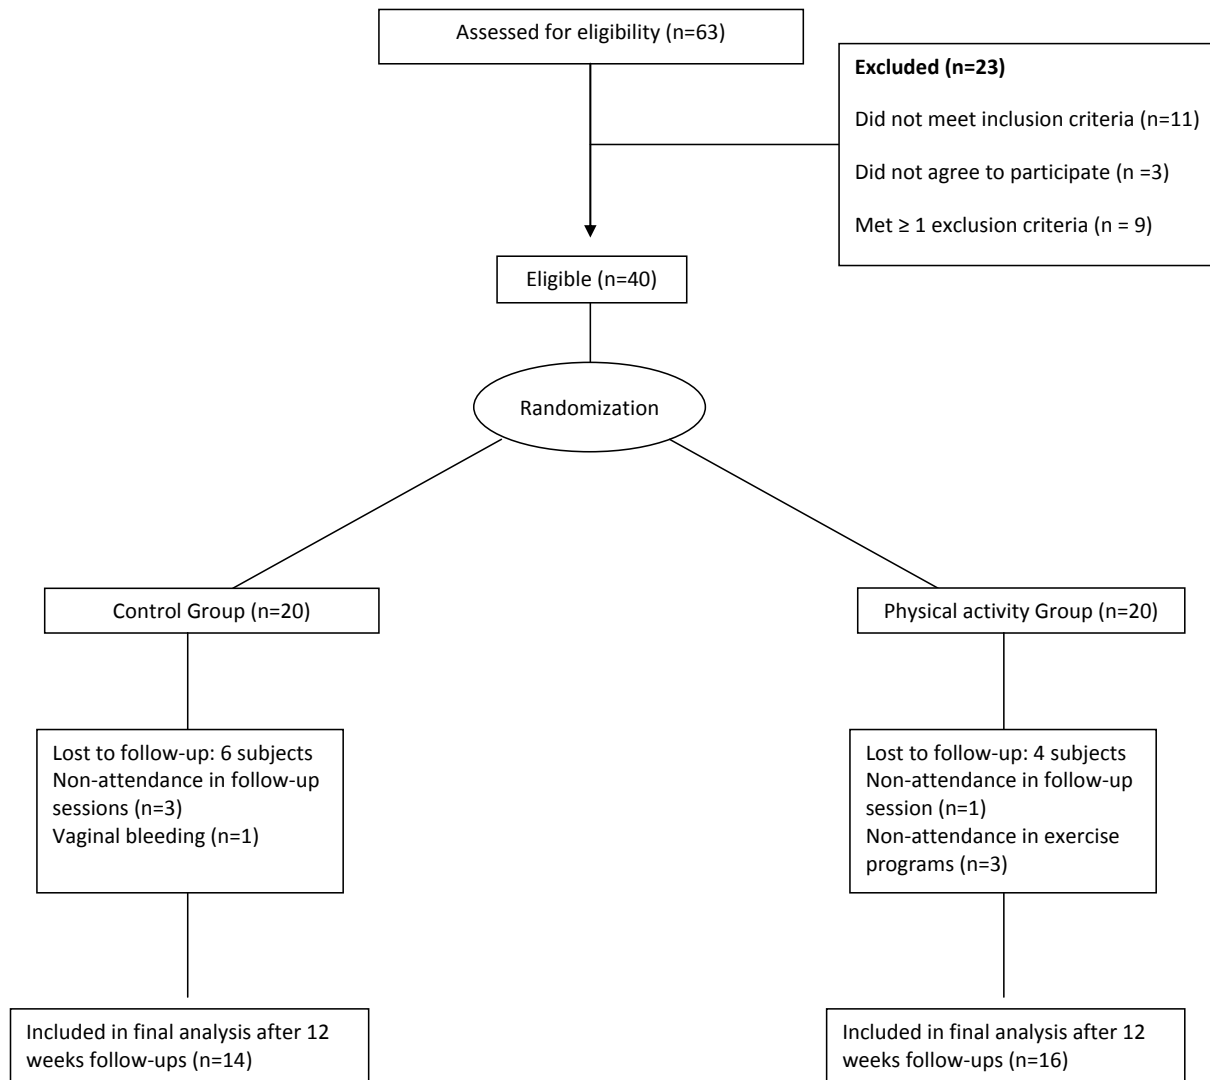 Assessed for eligibility (n=63)
Excluded (n=23)
Did not meet inclusion criteria (n=11)
Did not agree to participate (n =3)
Met ≥ 1 exclusion criteria (n = 9)
Eligible (n=40)
Randomization
Control Group (n=20)
Physical activity Group (n=20)
Lost to follow-up: 6 subjects
Non-attendance in follow-up
sessions (n=3)
Vaginal bleeding (n=1)
Lost to follow-up: 4 subjects
Non-attendance in follow-up
session (n=1)
Non-attendance in exercise
programs (n=3)
Included in final analysis after 12
weeks follow-ups (n=14)
Included in final analysis after 12
weeks follow-ups (n=16)